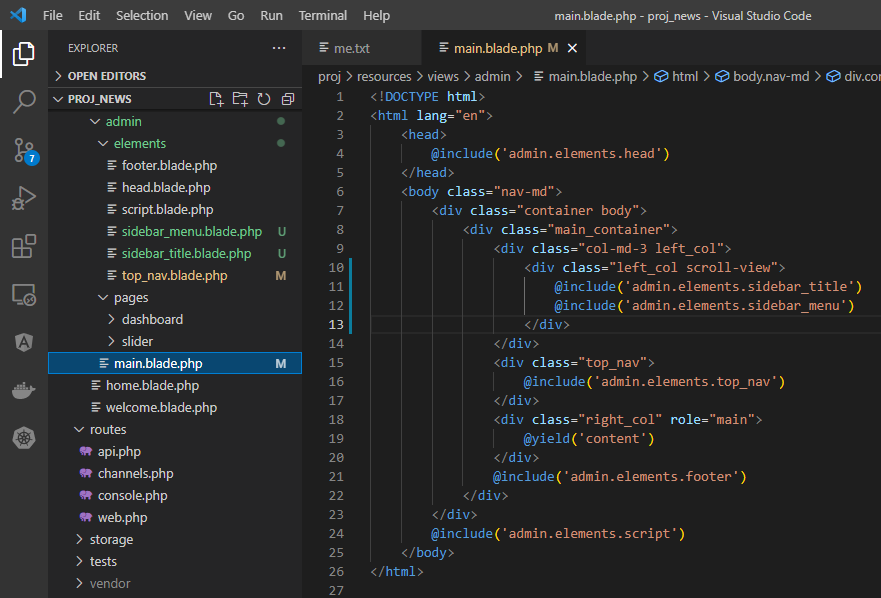 File Edit Selection View Go Run Terminal Help main.blade.php - proj_news - Visual Studio Code
EXPLORER ···
OPEN EDITORS
PROJ_NEWS
admin
elements
footer.blade.php
head.blade.php
script.blade.php
sidebar_menu.blade.php U
sidebar_title.blade.php U
top_nav.blade.php M
pages
dashboard
slider
main.blade.php M
home.blade.php
welcome.blade.php
routes
api.php
channels.php
console.php
web.php
storage
tests
vendor
7
me.txt main.blade.php M
proj > resources > views > admin > main.blade.php > html > body.nav-md > div.con
1 <!DOCTYPE html>
2 <html lang="en">
3 <head>
4 @include('admin.elements.head')
5 </head>
6 <body class="nav-md">
7 <div class="container body">
8 <div class="main_container">
9 <div class="col-md-3 left_col">
10 <div class="left_col scroll-view">
11 @include('admin.elements.sidebar_title')
12 @include('admin.elements.sidebar_menu')
13 </div>
14 </div>
15 <div class="top_nav">
16 @include('admin.elements.top_nav')
17 </div>
18 <div class="right_col" role="main">
19 @yield('content')
20 </div>
21 @include('admin.elements.footer')
22 </div>
23 </div>
24 @include('admin.elements.script')
25 </body>
26 </html>
27